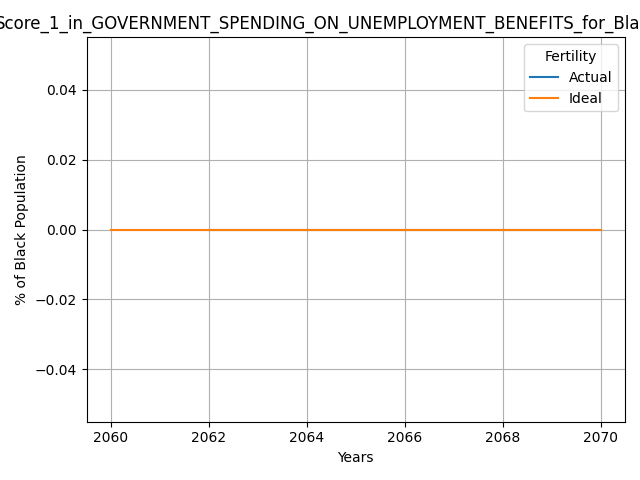 Score_1_in_GOVERNMENT_SPENDING_ON_UNEMPLOYMENT_BENEFITS_for_Bla
Fertility
Actual
Ideal
0.04
0.02
0.00
−0.02
−0.04
% of Black Population
2060 2062 2064 2066 2068 2070
Years